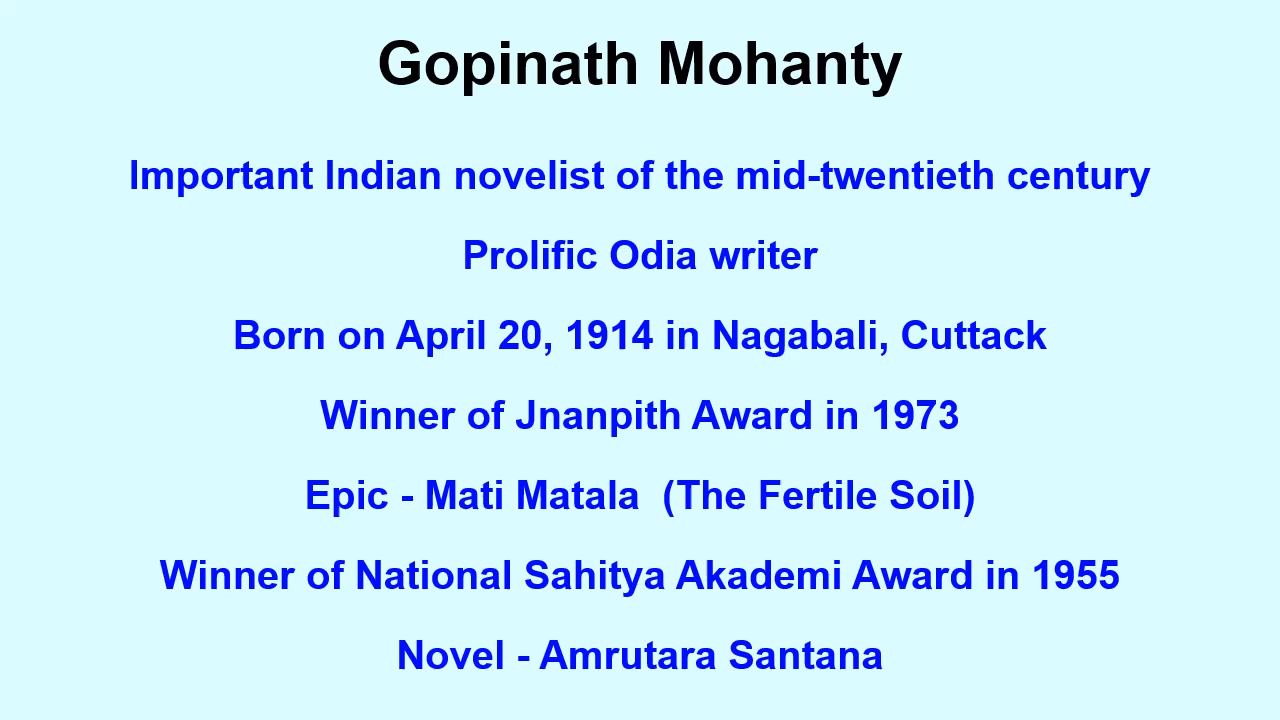 Gopinath Mohanty
Important Indian novelist of the mid-twentieth century
Prolific Odia writer
Born on April 20, 1914 in Nagabali, Cuttack
Winner of Jnanpith Award in 1973
Epic - Mati Matala  (The Fertile Soil)
Winner of National Sahitya Akademi Award in 1955
Novel - Amrutara Santana